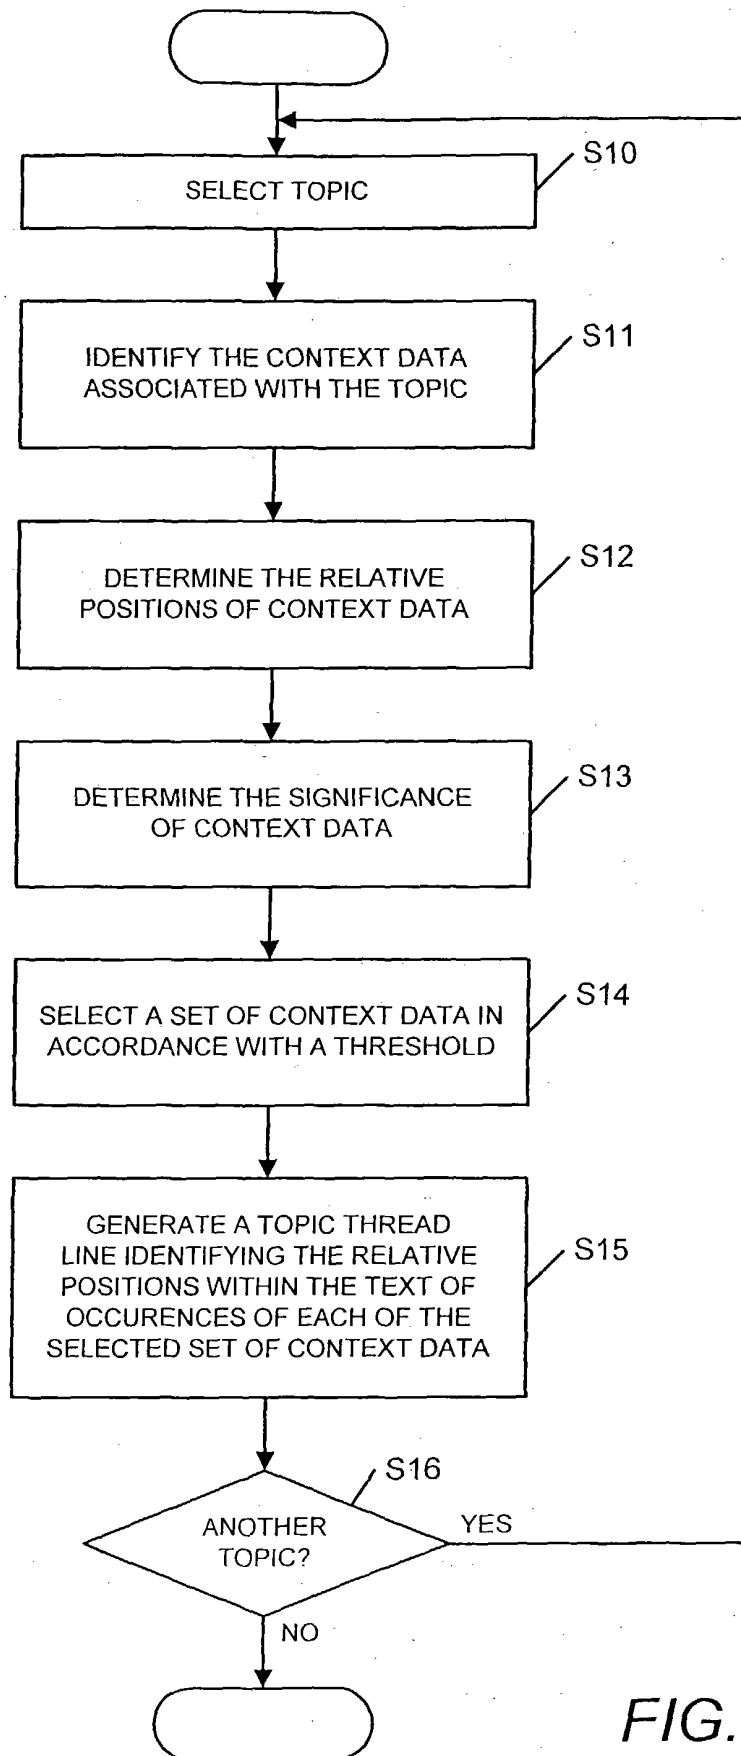 S10
SELECT TOPIC
S11
IDENTIFY THE CONTEXT DATA
ASSOCIATED WITH THE TOPIC
S12
DETERMINE THE RELATIVE
POSITIONS OF CONTEXT DATA
S13
DETERMINE THE SIGNIFICANCE
OF CONTEXT DATA
S14
SELECT A SET OF CONTEXT DATA IN
ACCORDANCE WITH A THRESHOLD
S15
GENERATE A TOPIC THREAD
LINE IDENTIFYING THE RELATIVE
POSITIONS WITHIN THE TEXT OF
OCCURENCES OF EACH OF THE
SELECTED SET OF CONTEXT DATA
S16
ANOTHER
TOPIC?
YES
NO
FIG.